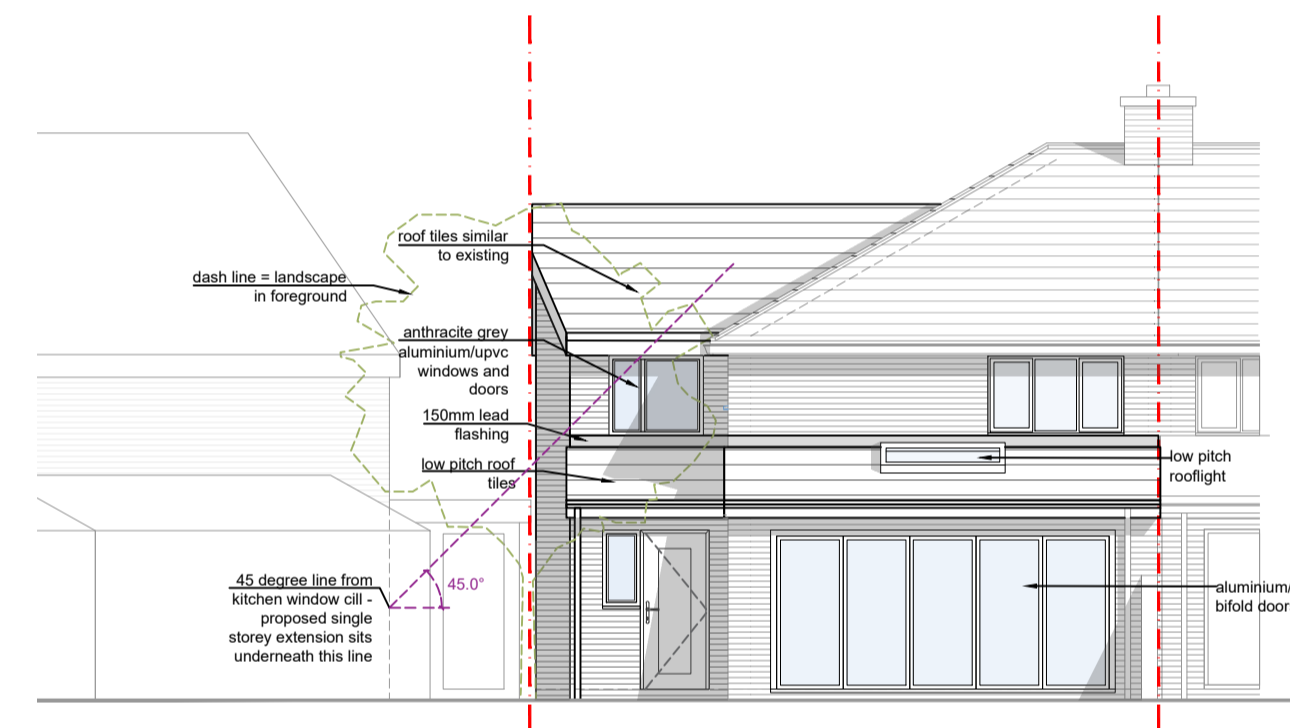 roof tiles similar
to existing
dash line = landscape
in foreground
anthracite grey
aluminium/upvc
windows and
doors
150mm lead
flashing
low pitch roof
tiles
low pitch
rooflight
45 degree line from
kitchen window cill -
proposed single
storey extension sits
underneath this line
45.0°
aluminium/
bifold doors